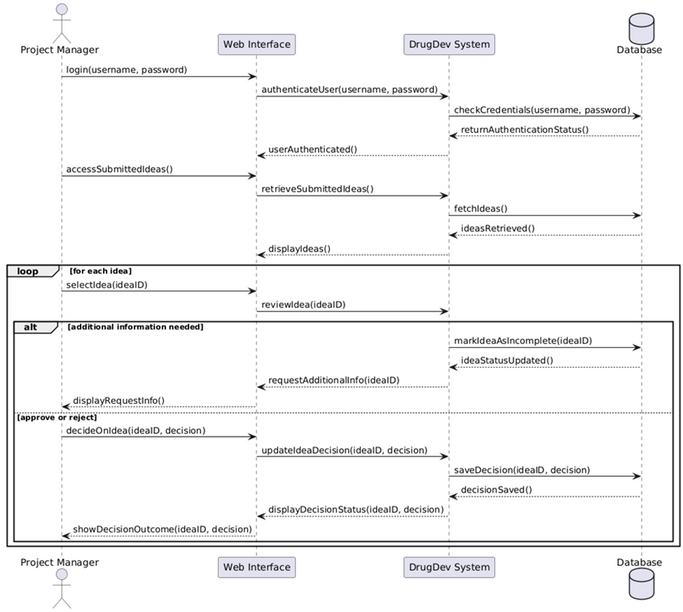 Project Manager
Web Interface
DrugDev System
Database
login(username, password)
authenticateUser(username, password)
checkCredentials(username, password)
returnAuthenticationStatus()
userAuthenticated()
accessSubmittedIdeas()
retrieveSubmittedIdeas()
fetchIdeas()
ideasRetrieved()
displayIdeas()
loop [for each idea]
selectIdea(ideaID)
reviewIdea(ideaID)
alt [additional information needed]
markIdeaAsIncomplete(ideaID)
ideaStatusUpdated()
requestAdditionalInfo(ideaID)
displayRequestInfo()
[approve or reject]
decideOnIdea(ideaID, decision)
updateIdeaDecision(ideaID, decision)
saveDecision(ideaID, decision)
decisionSaved()
displayDecisionStatus(ideaID, decision)
showDecisionOutcome(ideaID, decision)
Project Manager
Web Interface
DrugDev System
Database